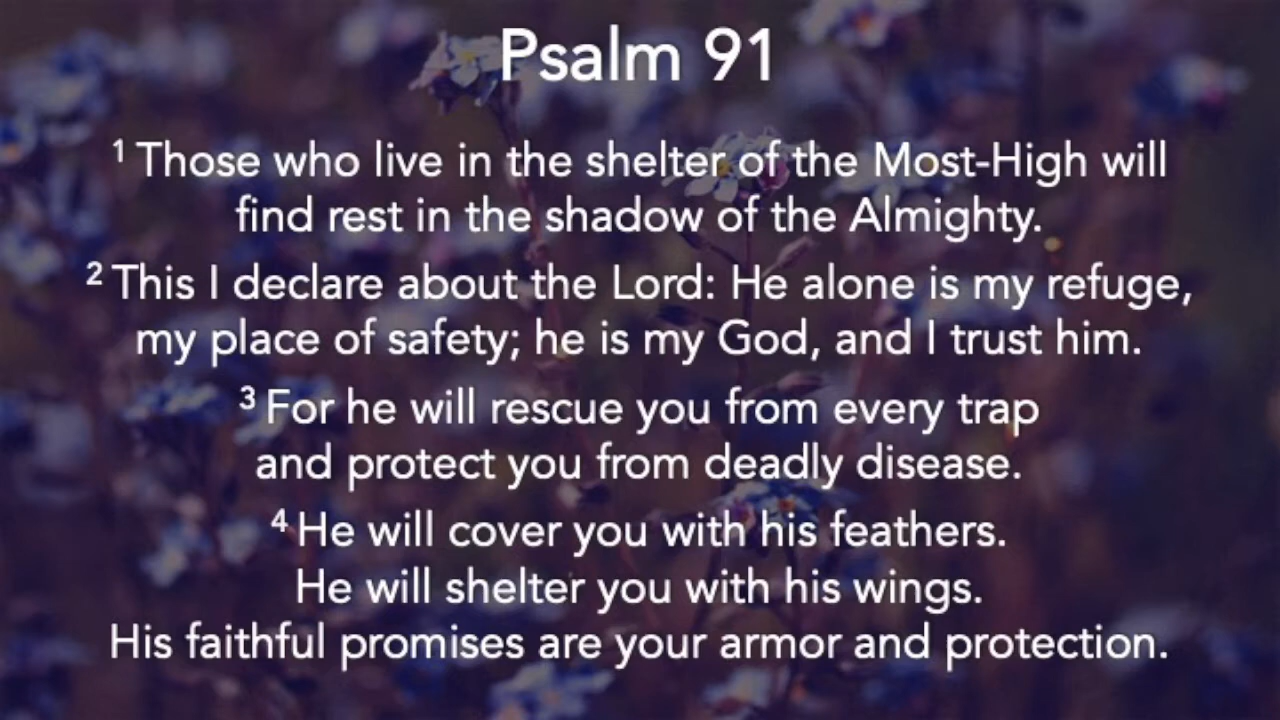 Psalm 91
¹ Those who live in the shelter of the Most-High will
find rest in the shadow of the Almighty.
² This I declare about the Lord: He alone is my refuge,
my place of safety; he is my God, and I trust him.
³ For he will rescue you from every trap
and protect you from deadly disease.
⁴ He will cover you with his feathers.
He will shelter you with his wings.
His faithful promises are your armor and protection.